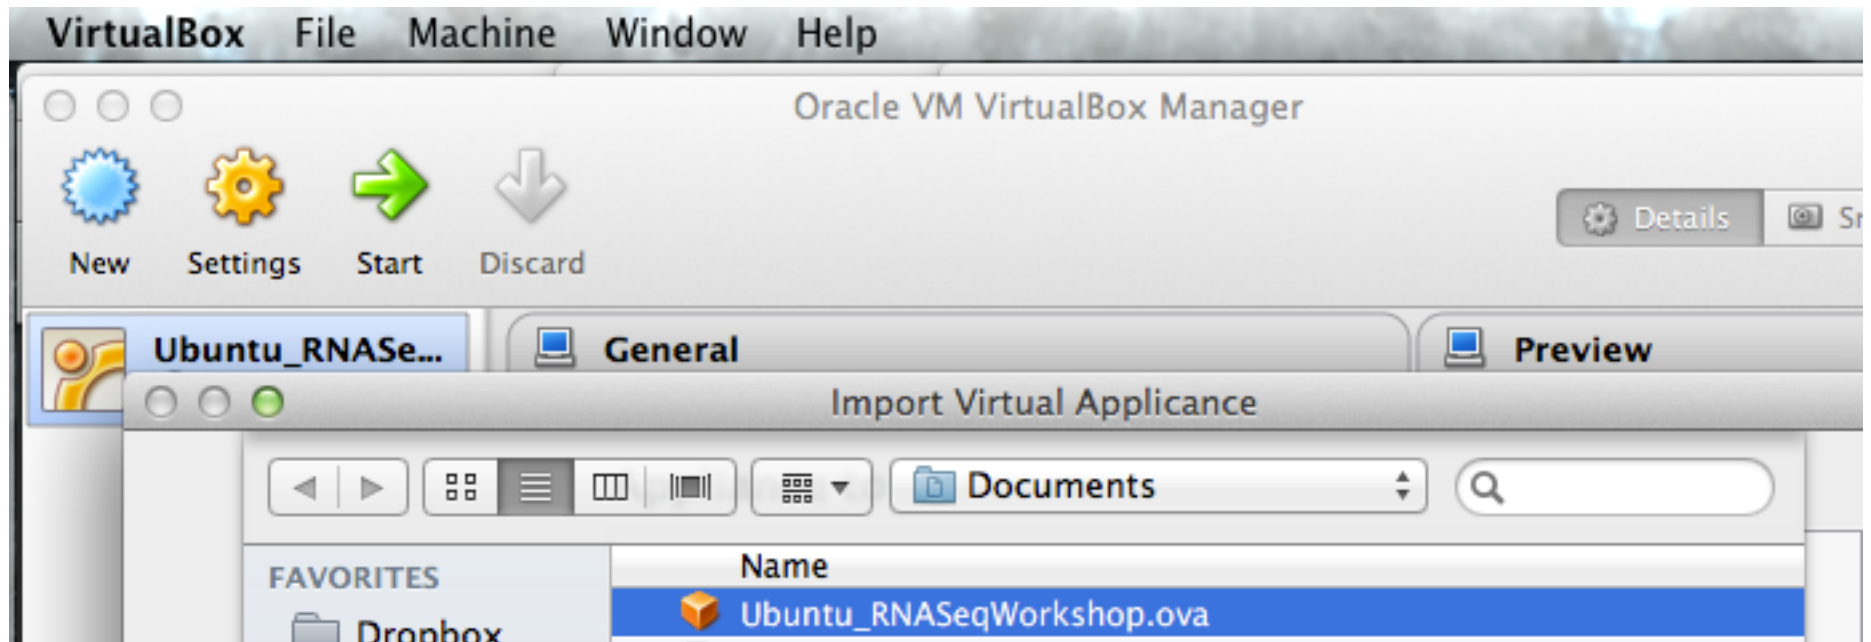 VirtualBox File Machine Window Help
Oracle VM VirtualBox Manager
New Settings Start Discard
Details
Ubuntu_RNASe...
General
Preview
Import Virtual Applicance
Documents
FAVORITES
Name
Dropbox
Ubuntu_RNASeqWorkshop.ova